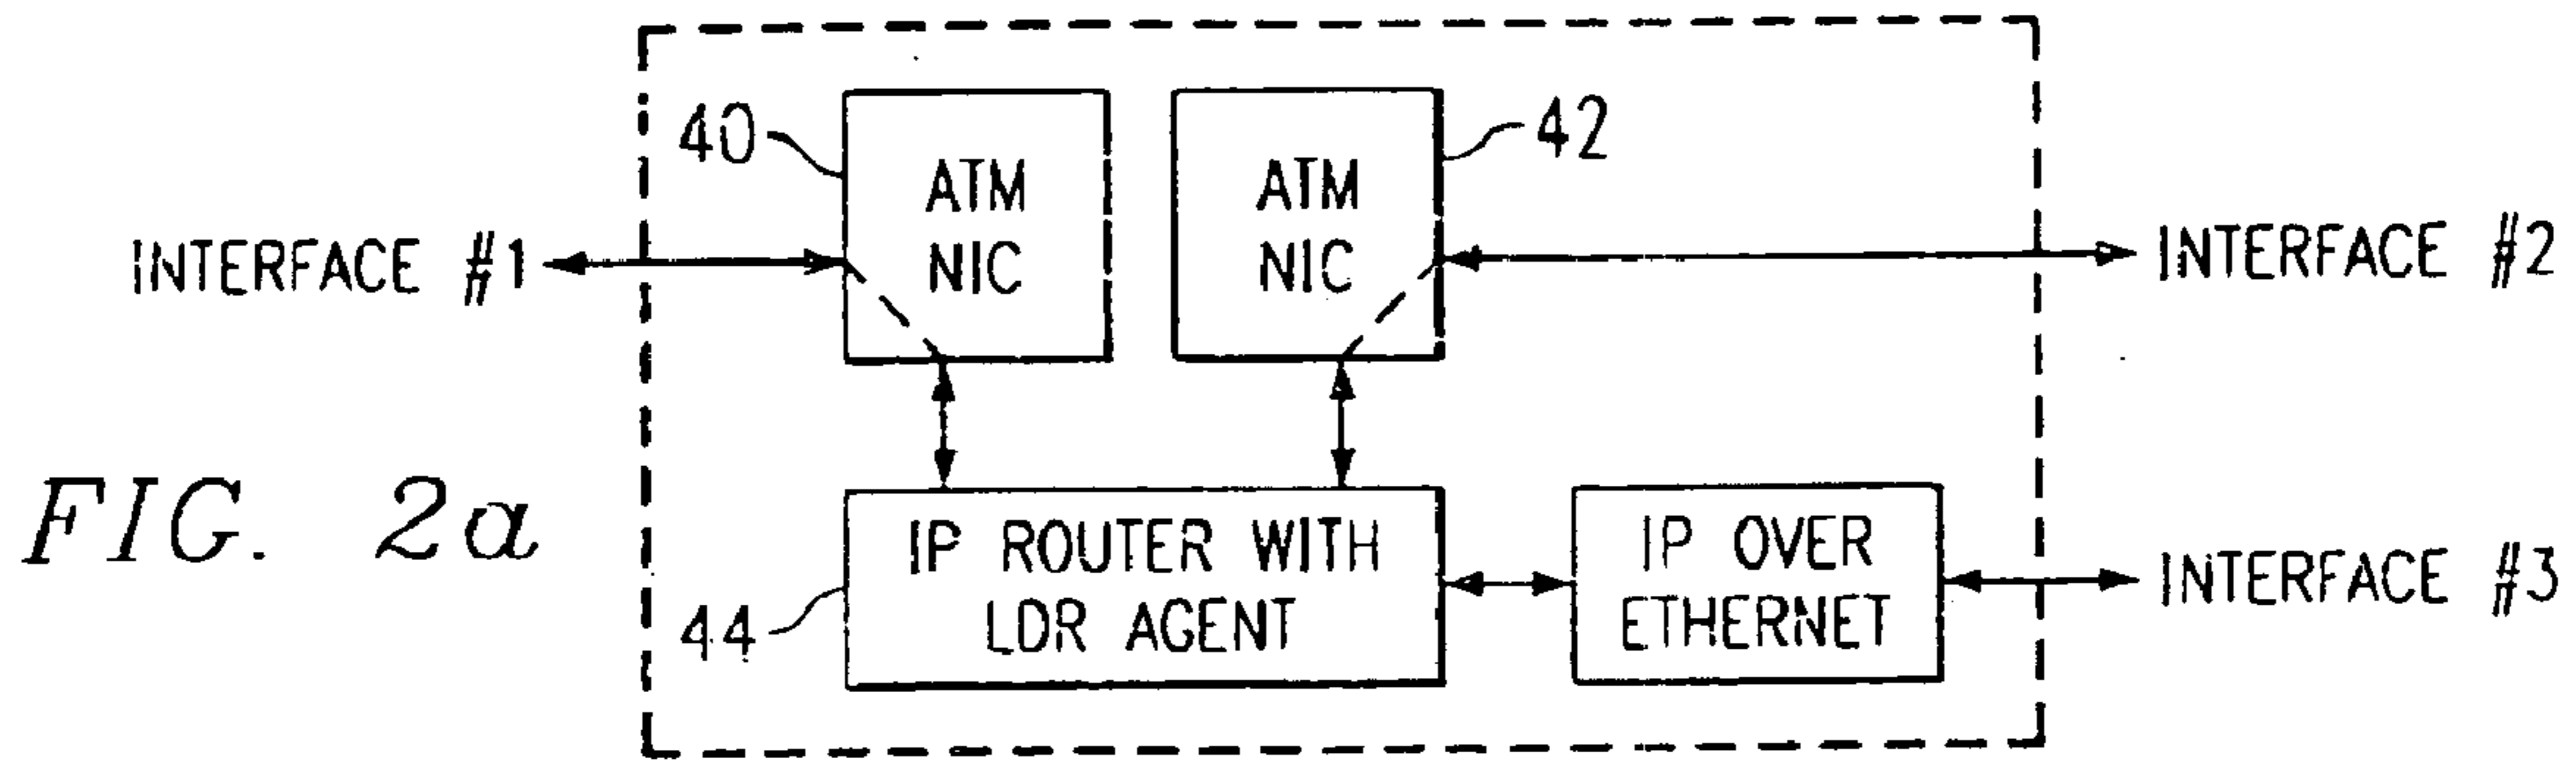 40
ATM
NIC
ATM
NIC
42
INTERFACE #1
INTERFACE #2
FIG. 2a
44
IP ROUTER WITH
LDR AGENT
IP OVER
ETHERNET
INTERFACE #3